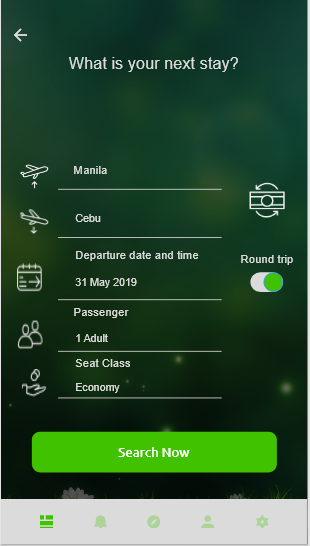 What is your next stay?
Manila
Cebu
Departure date and time
Round trip
31 May 2019
Passenger
1 Adult
Seat Class
Economy
Search Now